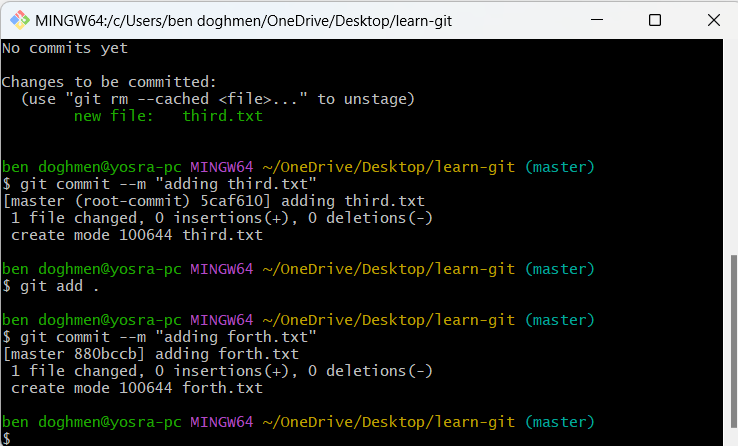 MINGW64:/c/Users/ben doghmen/OneDrive/Desktop/learn-git
No commits yet
Changes to be committed:
  (use "git rm --cached <file>..." to unstage)
        new file:   third.txt
ben doghmen@yosra-pc MINGW64 ~/OneDrive/Desktop/learn-git (master)
$ git commit --m "adding third.txt"
[master (root-commit) 5caf610] adding third.txt
 1 file changed, 0 insertions(+), 0 deletions(-)
 create mode 100644 third.txt
ben doghmen@yosra-pc MINGW64 ~/OneDrive/Desktop/learn-git (master)
$ git add .
ben doghmen@yosra-pc MINGW64 ~/OneDrive/Desktop/learn-git (master)
$ git commit --m "adding forth.txt"
[master 880bccb] adding forth.txt
 1 file changed, 0 insertions(+), 0 deletions(-)
 create mode 100644 forth.txt
ben doghmen@yosra-pc MINGW64 ~/OneDrive/Desktop/learn-git (master)
$